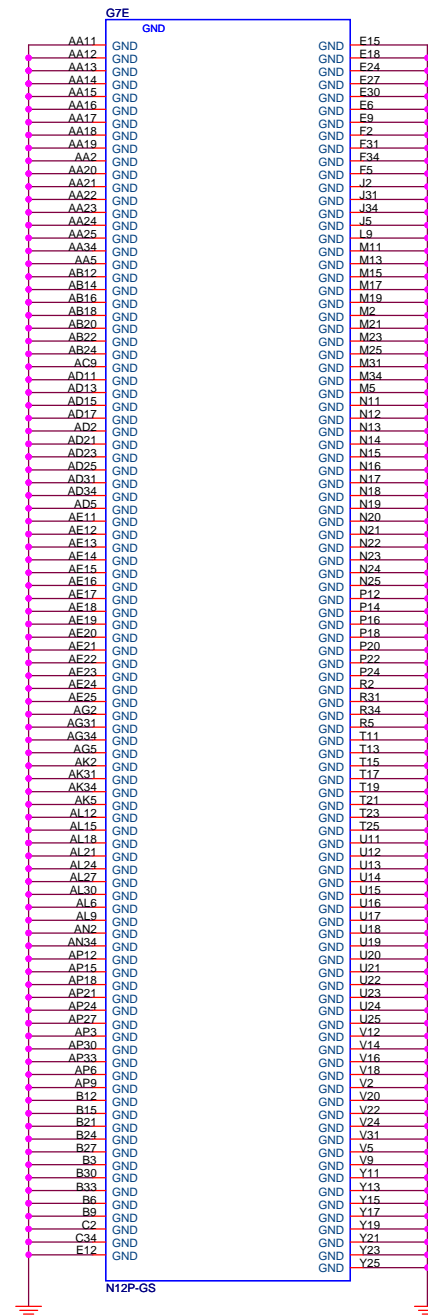 G7E
GND
AA11 GND GND E15
AA12 GND GND E18
AA13 GND GND E24
AA14 GND GND E27
AA15 GND GND E30
AA16 GND GND E6
AA17 GND GND E9
AA18 GND GND F2
AA19 GND GND F31
AA2 GND GND F34
AA20 GND GND F5
AA21 GND GND J2
AA22 GND GND J31
AA23 GND GND J34
AA24 GND GND J5
AA25 GND GND L9
AA34 GND GND M11
AA5 GND GND M13
AB12 GND GND M15
AB14 GND GND M17
AB16 GND GND M19
AB18 GND GND M2
AB20 GND GND M21
AB22 GND GND M23
AB24 GND GND M25
AC9 GND GND M31
AD11 GND GND M34
AD13 GND GND M5
AD15 GND GND N11
AD17 GND GND N12
AD2 GND GND N13
AD21 GND GND N14
AD23 GND GND N15
AD25 GND GND N16
AD31 GND GND N17
AD34 GND GND N18
AD5 GND GND N19
AE11 GND GND N20
AE12 GND GND N21
AE13 GND GND N22
AE14 GND GND N23
AE15 GND GND N24
AE16 GND GND N25
AE17 GND GND P12
AE18 GND GND P14
AE19 GND GND P16
AE20 GND GND P18
AE21 GND GND P20
AE22 GND GND P22
AE23 GND GND P24
AE24 GND GND R2
AE25 GND GND R31
AG2 GND GND R34
AG31 GND GND R5
AG34 GND GND T11
AG5 GND GND T13
AK2 GND GND T15
AK31 GND GND T17
AK34 GND GND T19
AK5 GND GND T21
AL12 GND GND T23
AL15 GND GND T25
AL18 GND GND U11
AL21 GND GND U12
AL24 GND GND U13
AL27 GND GND U14
AL30 GND GND U15
AL6 GND GND U16
AL9 GND GND U17
AN2 GND GND U18
AN34 GND GND U19
AP12 GND GND U20
AP15 GND GND U21
AP18 GND GND U22
AP21 GND GND U23
AP24 GND GND U24
AP27 GND GND U25
AP3 GND GND V12
AP30 GND GND V14
AP33 GND GND V16
AP6 GND GND V18
AP9 GND GND V2
B12 GND GND V20
B15 GND GND V22
B21 GND GND V24
B24 GND GND V31
B27 GND GND V5
B3 GND GND V9
B30 GND GND Y11
B33 GND GND Y13
B6 GND GND Y15
B9 GND GND Y17
C2 GND GND Y19
C34 GND GND Y21
E12 GND GND Y23
GND Y25
N12P-GS